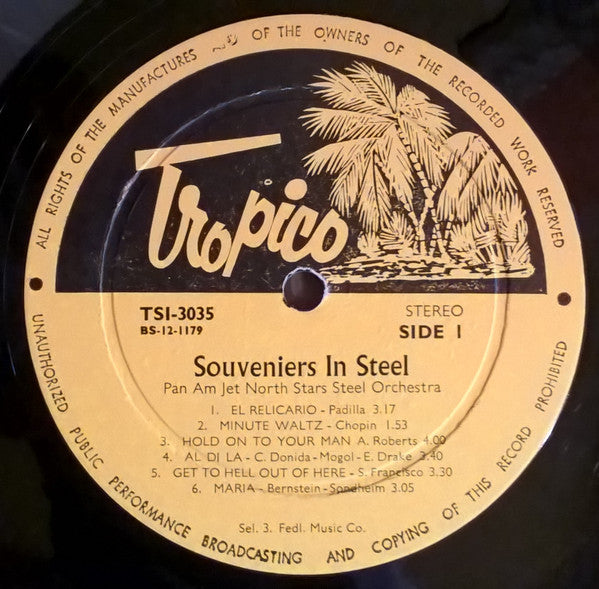 ALL RIGHTS OF THE MANUFACTURES AND OF THE OWNERS OF THE RECORDED WORK RESERVED
Tropico
TSI-3035
BS-12-1179
STEREO
SIDE 1
Souveniers In Steel
Pan Am Jet North Stars Steel Orchestra
1. EL RELICARIO - Padilla 3.17
2. MINUTE WALTZ - Chopin 1.53
3. HOLD ON TO YOUR MAN A. Roberts 4.00
4. AL DI LA - C. Donida - Mogol - E. Drake 3.40
5. GET TO HELL OUT OF HERE - S. Francisco 3.30
6. MARIA - Bernstein - Sondheim 3.05
Sel. 3. Fedl. Music Co.
UNAUTHORIZED PUBLIC PERFORMANCE BROADCASTING AND COPYING OF THIS RECORD PROHIBITED